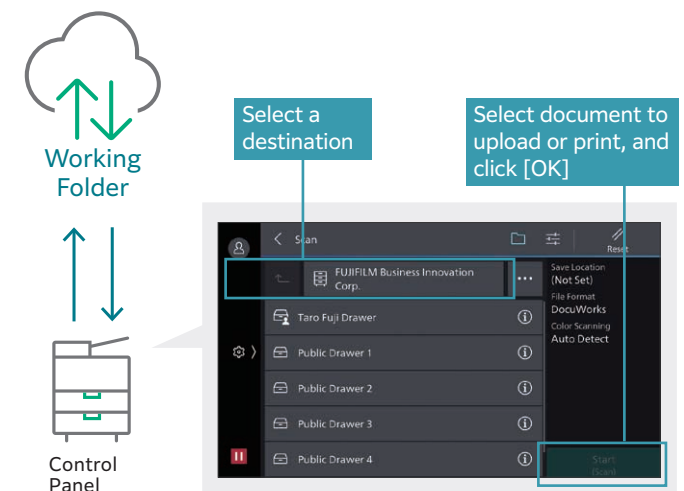 Select a
destination
Select document to
upload or print, and
click [OK]
Working
Folder
Control
Panel
Scan
Reset
FUJIFILM Business Innovation
Corp.
Taro Fuji Drawer
Public Drawer 1
Public Drawer 2
Public Drawer 3
Public Drawer 4
Save Location
(Not Set)
File Format
DocuWorks
Color Scanning
Auto Detect
Start
(Scan)